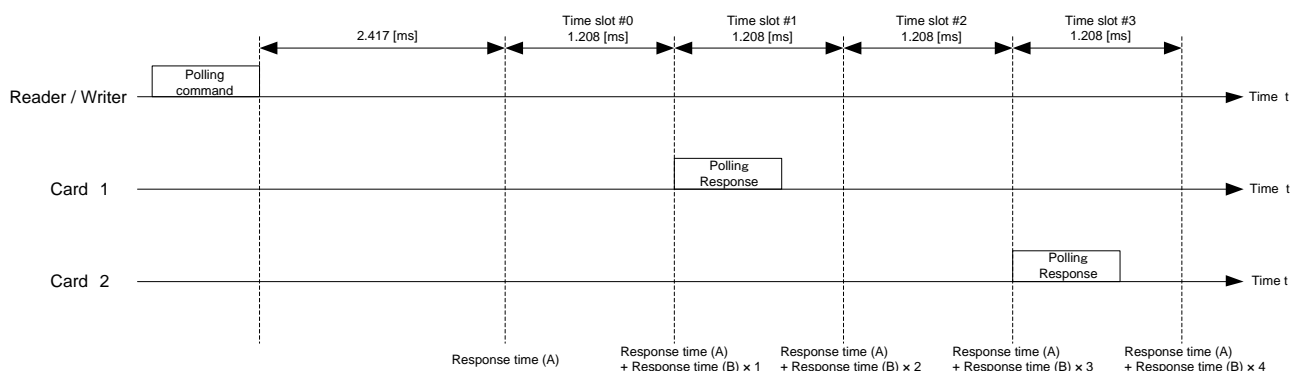 Time slot #0
Time slot #1
Time slot #2
Time slot #3
2.417 [ms]
1.208 [ms]
1.208 [ms]
1.208 [ms]
1.208 [ms]
Polling
command
Reader / Writer
Time t
Polling
Response
Card 1
Time t
Polling
Response
Card 2
Time t
Response time (A)
Response time (A)
+ Response time (B) × 1
Response time (A)
+ Response time (B) × 2
Response time (A)
+ Response time (B) × 3
Response time (A)
+ Response time (B) × 4